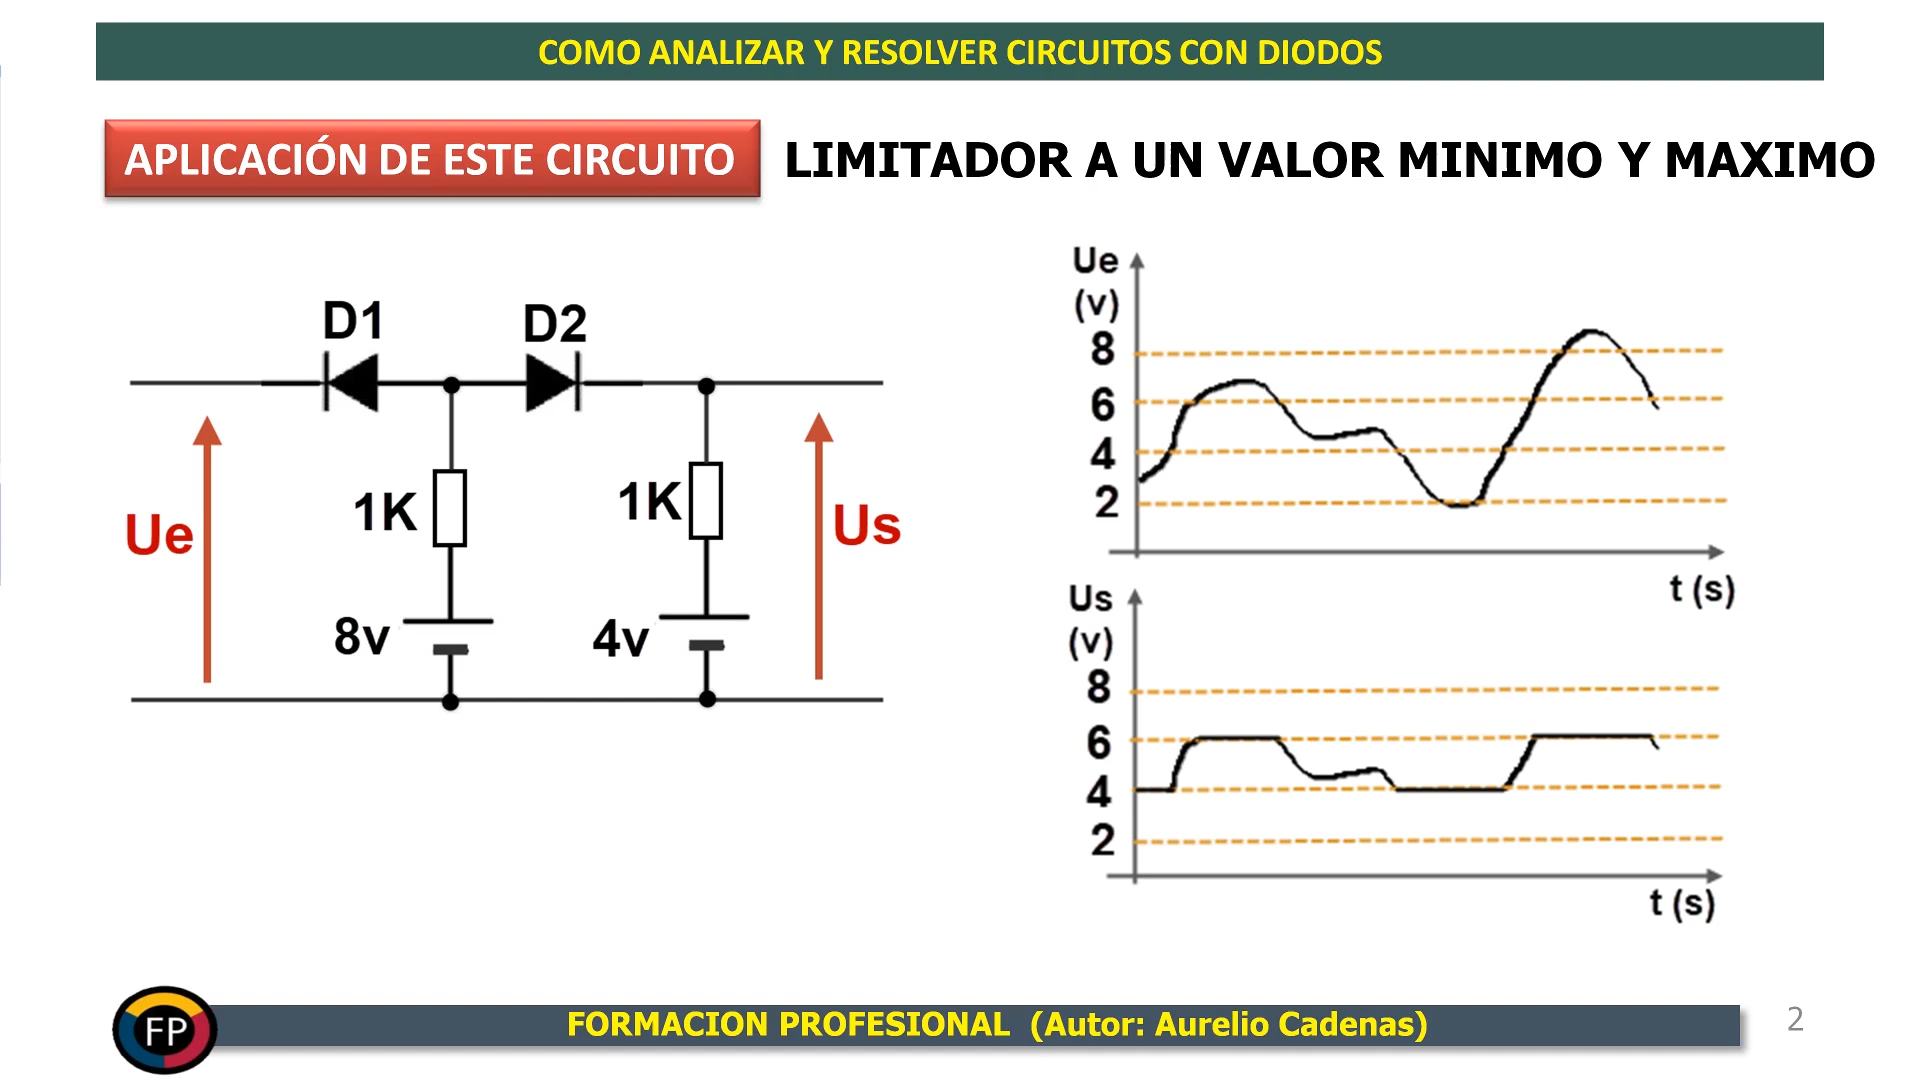 COMO ANALIZAR Y RESOLVER CIRCUITOS CON DIODOS
APLICACIÓN DE ESTE CIRCUITO
LIMITADOR A UN VALOR MINIMO Y MAXIMO
D1
D2
1K
1K
Ue
Us
8v
4v
Ue
(v)
8
6
4
2
t (s)
Us
(v)
8
6
4
2
t (s)
FP
FORMACION PROFESIONAL (Autor: Aurelio Cadenas)
2